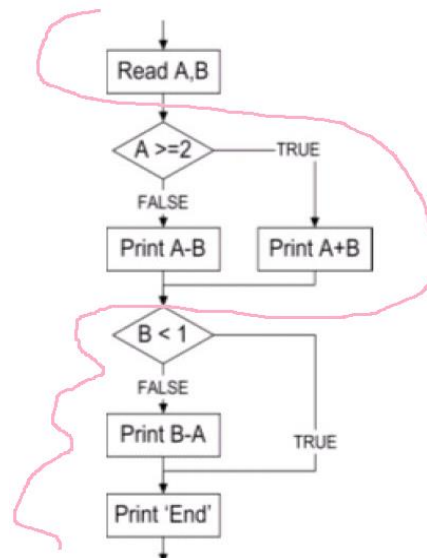 Read A,B
A >=2
TRUE
FALSE
Print A-B
Print A+B
B < 1
FALSE
Print B-A
TRUE
Print ‘End’